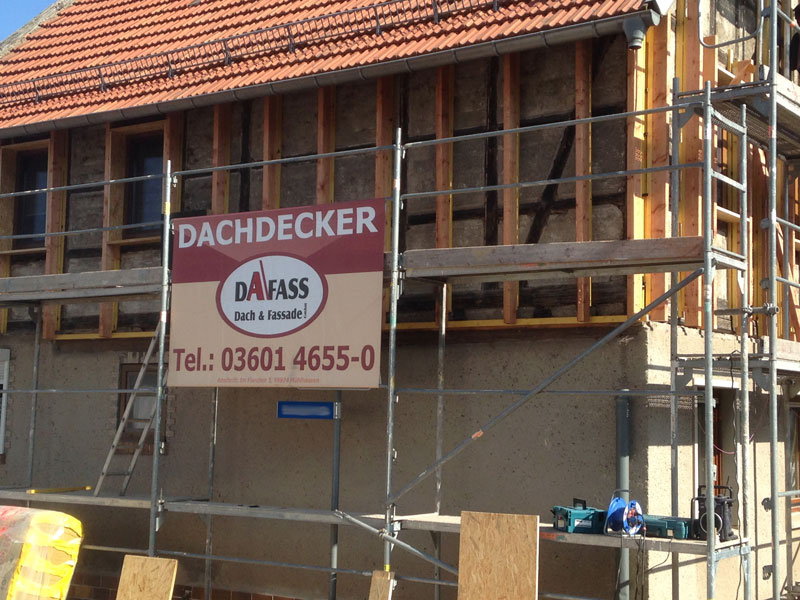 DACHDECKER
DAFASS
Dach & Fassade!
Tel.: 03601 4655-0